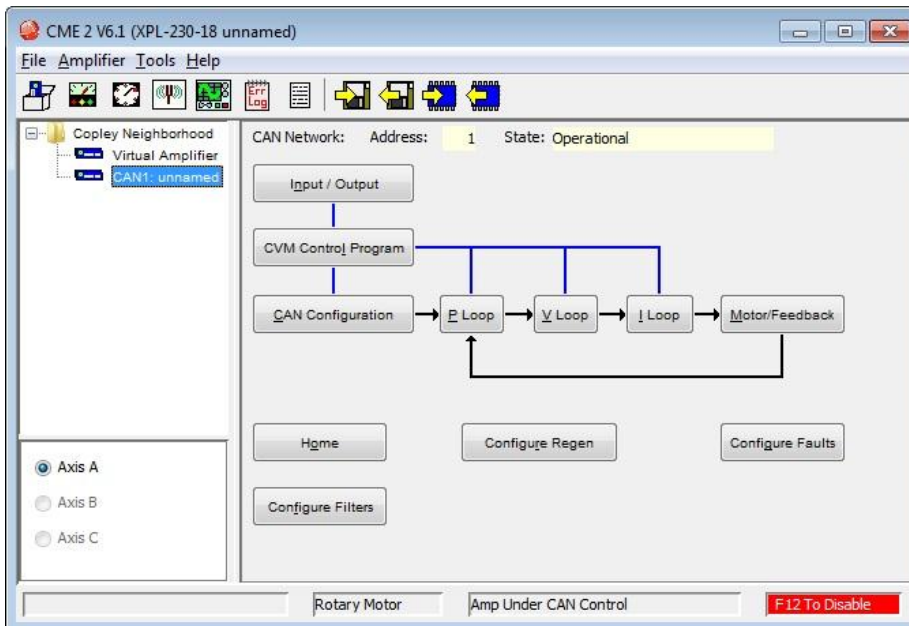 CME 2 V6.1 (XPL-230-18 unnamed)
File Amplifier Tools Help
Err Log
Copley Neighborhood
Virtual Amplifier
CAN1: unnamed
CAN Network: Address: 1 State: Operational
Input / Output
CVM Control Program
CAN Configuration
P Loop
V Loop
I Loop
Motor/Feedback
Home
Configure Regen
Configure Faults
Configure Filters
Axis A
Axis B
Axis C
Rotary Motor
Amp Under CAN Control
F12 To Disable